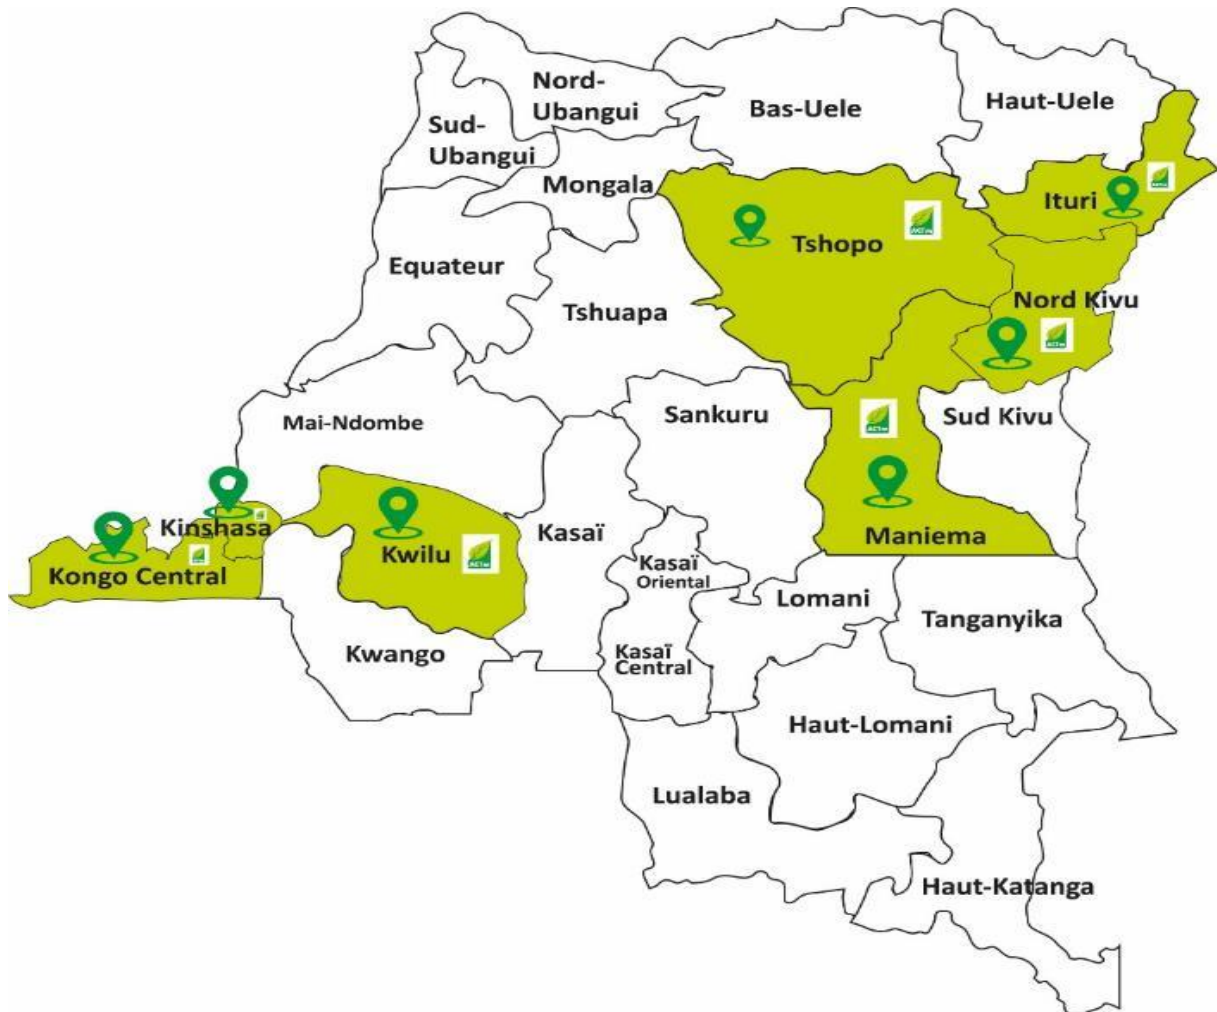 Nord-
Ubangui
Bas-Uele
Haut-Uele
Sud-
Ubangui
Mongala
Ituri
Tshopo
Equateur
Nord Kivu
Tshuapa
Mai-Ndombe
Sankuru
Sud Kivu
Kinshasa
Kasaï
Kwilu
Maniema
Kongo Central
Kasaï
Oriental
Lomani
Tanganyika
Kwango
Kasaï
Central
Haut-Lomani
Lualaba
Haut-Katanga